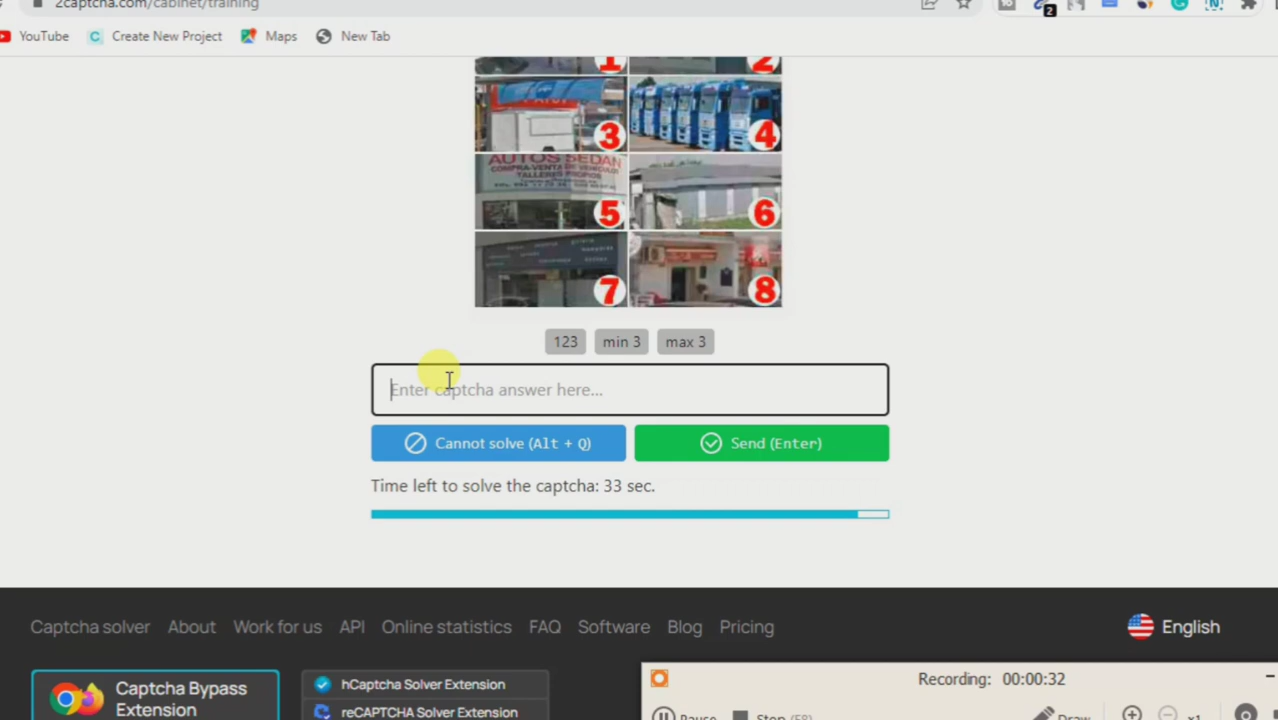 2captcha.com/cabinet/training
2
YouTube
Create New Project
Maps
New Tab
1
2
3
4
AUTOS SEDAN
COMPRA-VENTA DE VEHICULOS
TALLERES PROPIOS
5
6
7
8
123
min 3
max 3
Enter captcha answer here...
Cannot solve (Alt + Q)
Send (Enter)
Time left to solve the captcha: 33 sec.
Captcha solver
About
Work for us
API
Online statistics
FAQ
Software
Blog
Pricing
English
Captcha Bypass
Extension
hCaptcha Solver Extension
reCAPTCHA Solver Extension
Recording: 00:00:32
Pause
Stop (F8)
Draw
x1